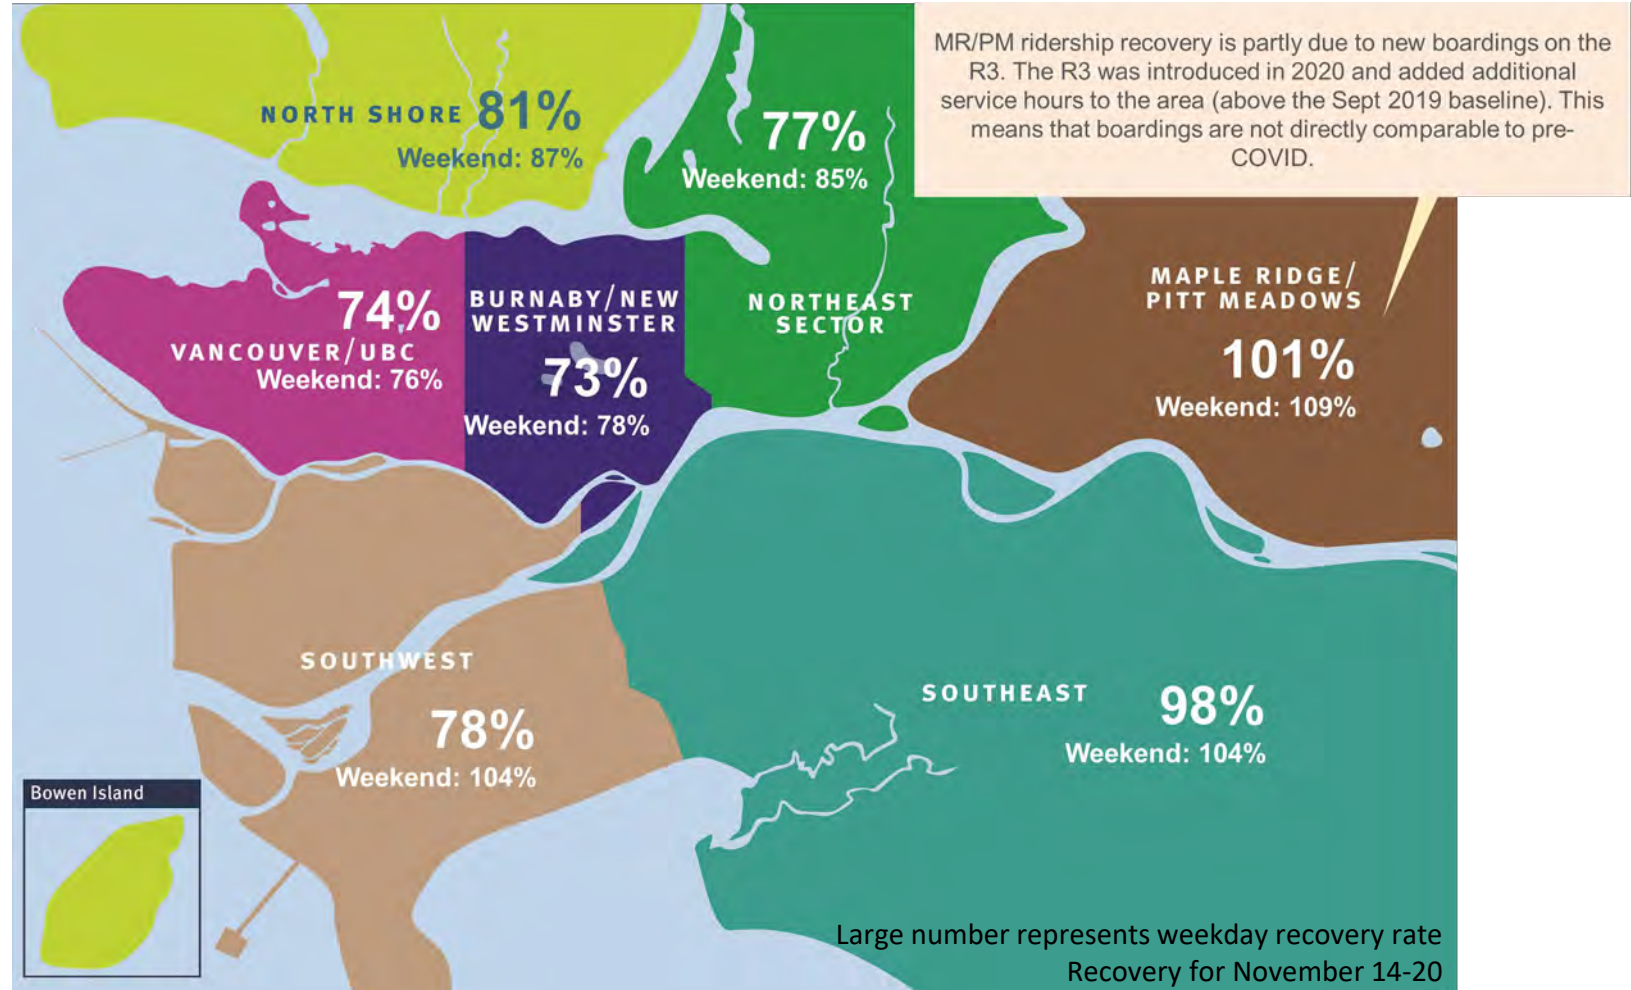 MR/PM ridership recovery is partly due to new boardings on the
R3. The R3 was introduced in 2020 and added additional
service hours to the area (above the Sept 2019 baseline). This
means that boardings are not directly comparable to pre-
COVID.
NORTH SHORE 81%
Weekend: 87%
77%
Weekend: 85%
NORTHEAST
SECTOR
MAPLE RIDGE/
PITT MEADOWS
101%
Weekend: 109%
74%
VANCOUVER/UBC
Weekend: 76%
BURNABY/NEW
WESTMINSTER
73%
Weekend: 78%
SOUTHWEST
78%
Weekend: 104%
SOUTHEAST 98%
Weekend: 104%
Bowen Island
Large number represents weekday recovery rate
Recovery for November 14-20